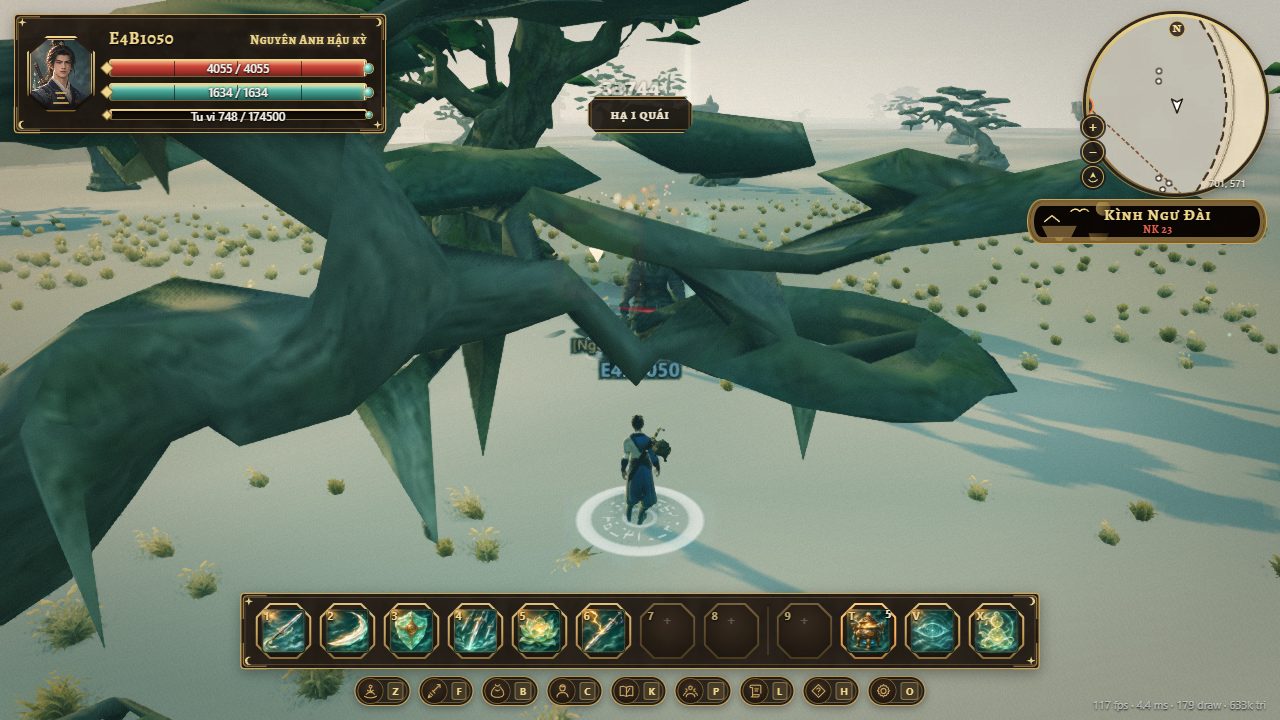 E4B1050
Nguyên Anh hậu kỳ
4055 / 4055
1634 / 1634
Tu vi 748 / 174500
HẠ 1 QUÁI
N
+
−
701, 571
Kình Ngư Đài
NK 23
[Ng
1 2 3 4 5 6 7 8 9 T 5 V X
Z F B C K P L H O
117 fps · 4.4 ms · 179 draw · 633k tri